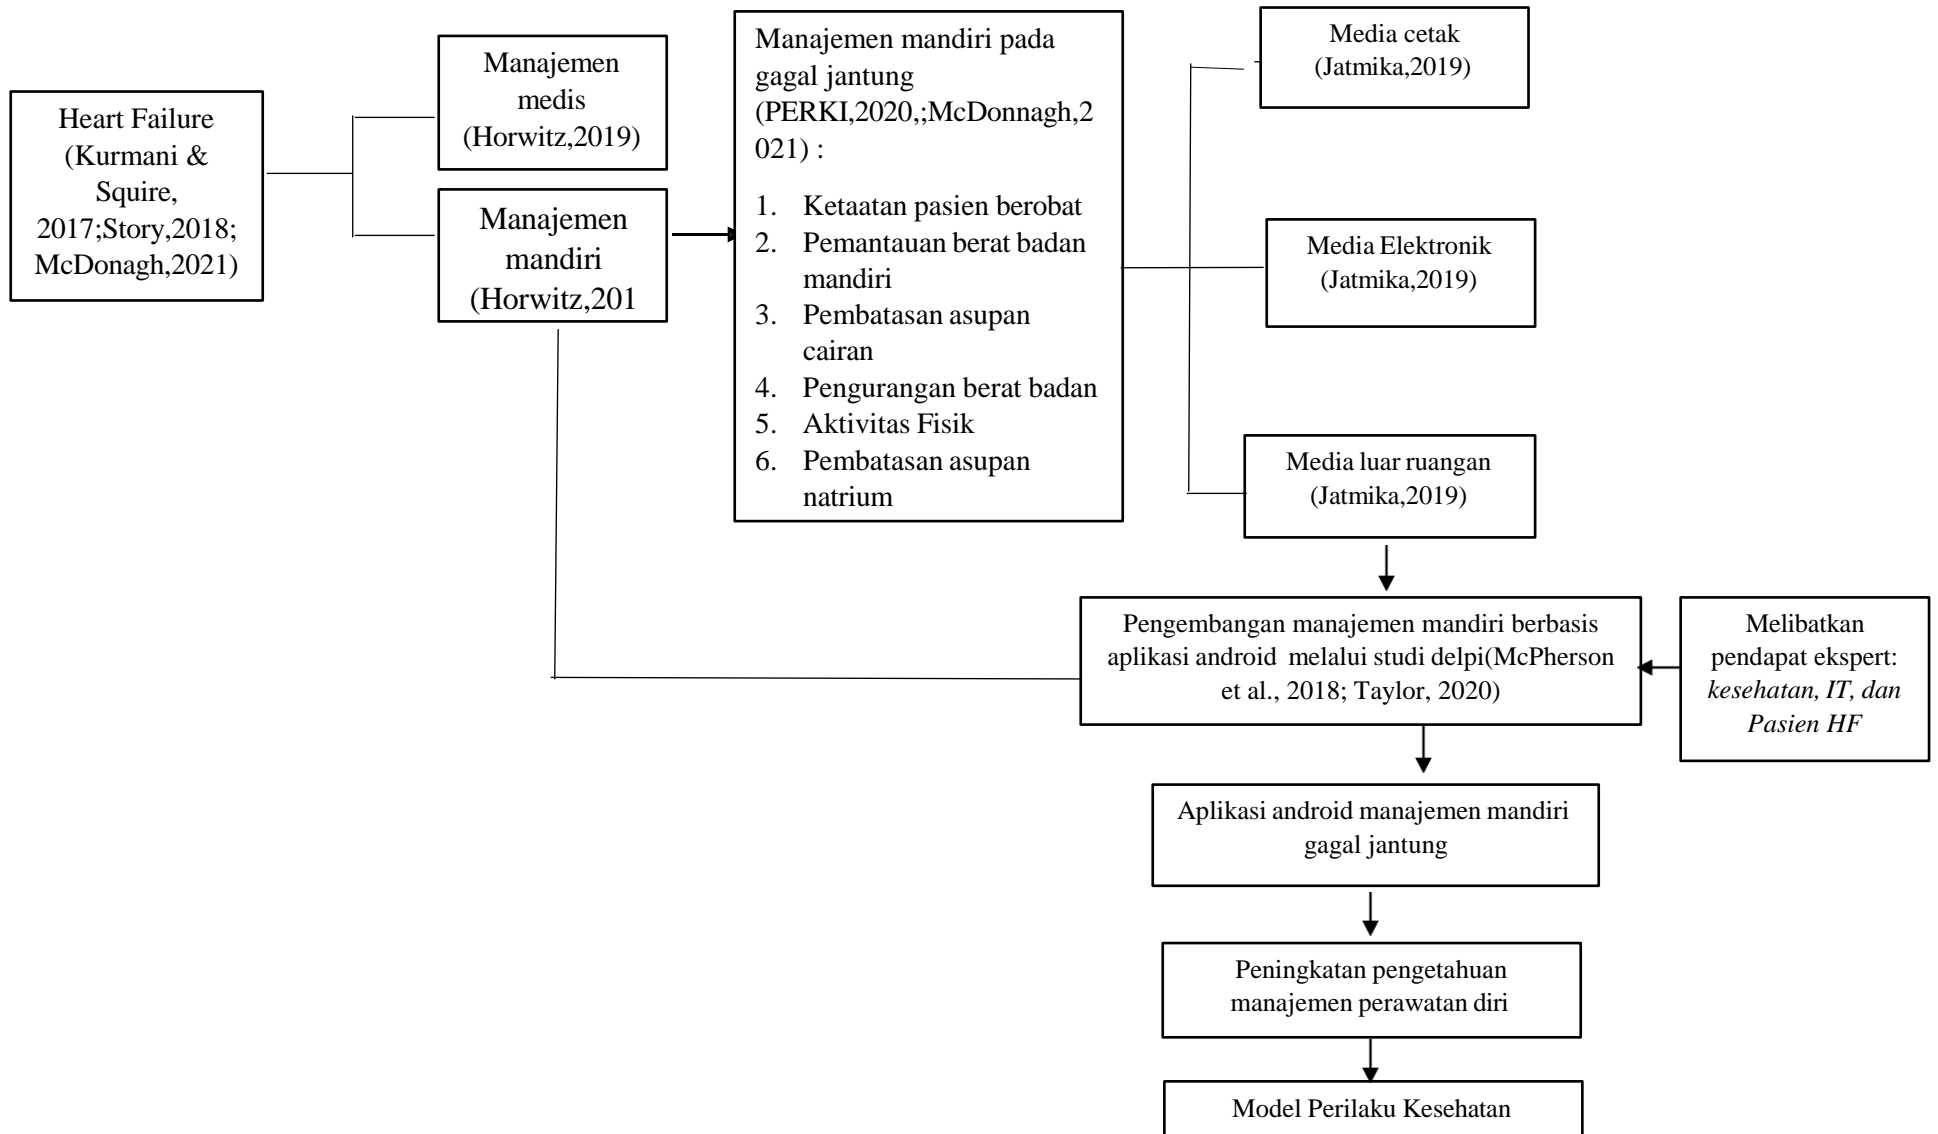 Heart Failure
(Kurmani &
Squire,
2017;Story,2018;
McDonagh,2021)
Manajemen
medis
(Horwitz,2019)
Manajemen
mandiri
(Horwitz,201
Manajemen mandiri pada
gagal jantung
(PERKI,2020,;McDonnagh,2
021) :
1. Ketaatan pasien berobat
2. Pemantauan berat badan
mandiri
3. Pembatasan asupan
cairan
4. Pengurangan berat badan
5. Aktivitas Fisik
6. Pembatasan asupan
natrium
Media cetak
(Jatmika,2019)
Media Elektronik
(Jatmika,2019)
Media luar ruangan
(Jatmika,2019)
Pengembangan manajemen mandiri berbasis
aplikasi android melalui studi delpi(McPherson
et al., 2018; Taylor, 2020)
Melibatkan
pendapat ekspert:
kesehatan, IT, dan
Pasien HF
Aplikasi android manajemen mandiri
gagal jantung
Peningkatan pengetahuan
manajemen perawatan diri
Model Perilaku Kesehatan